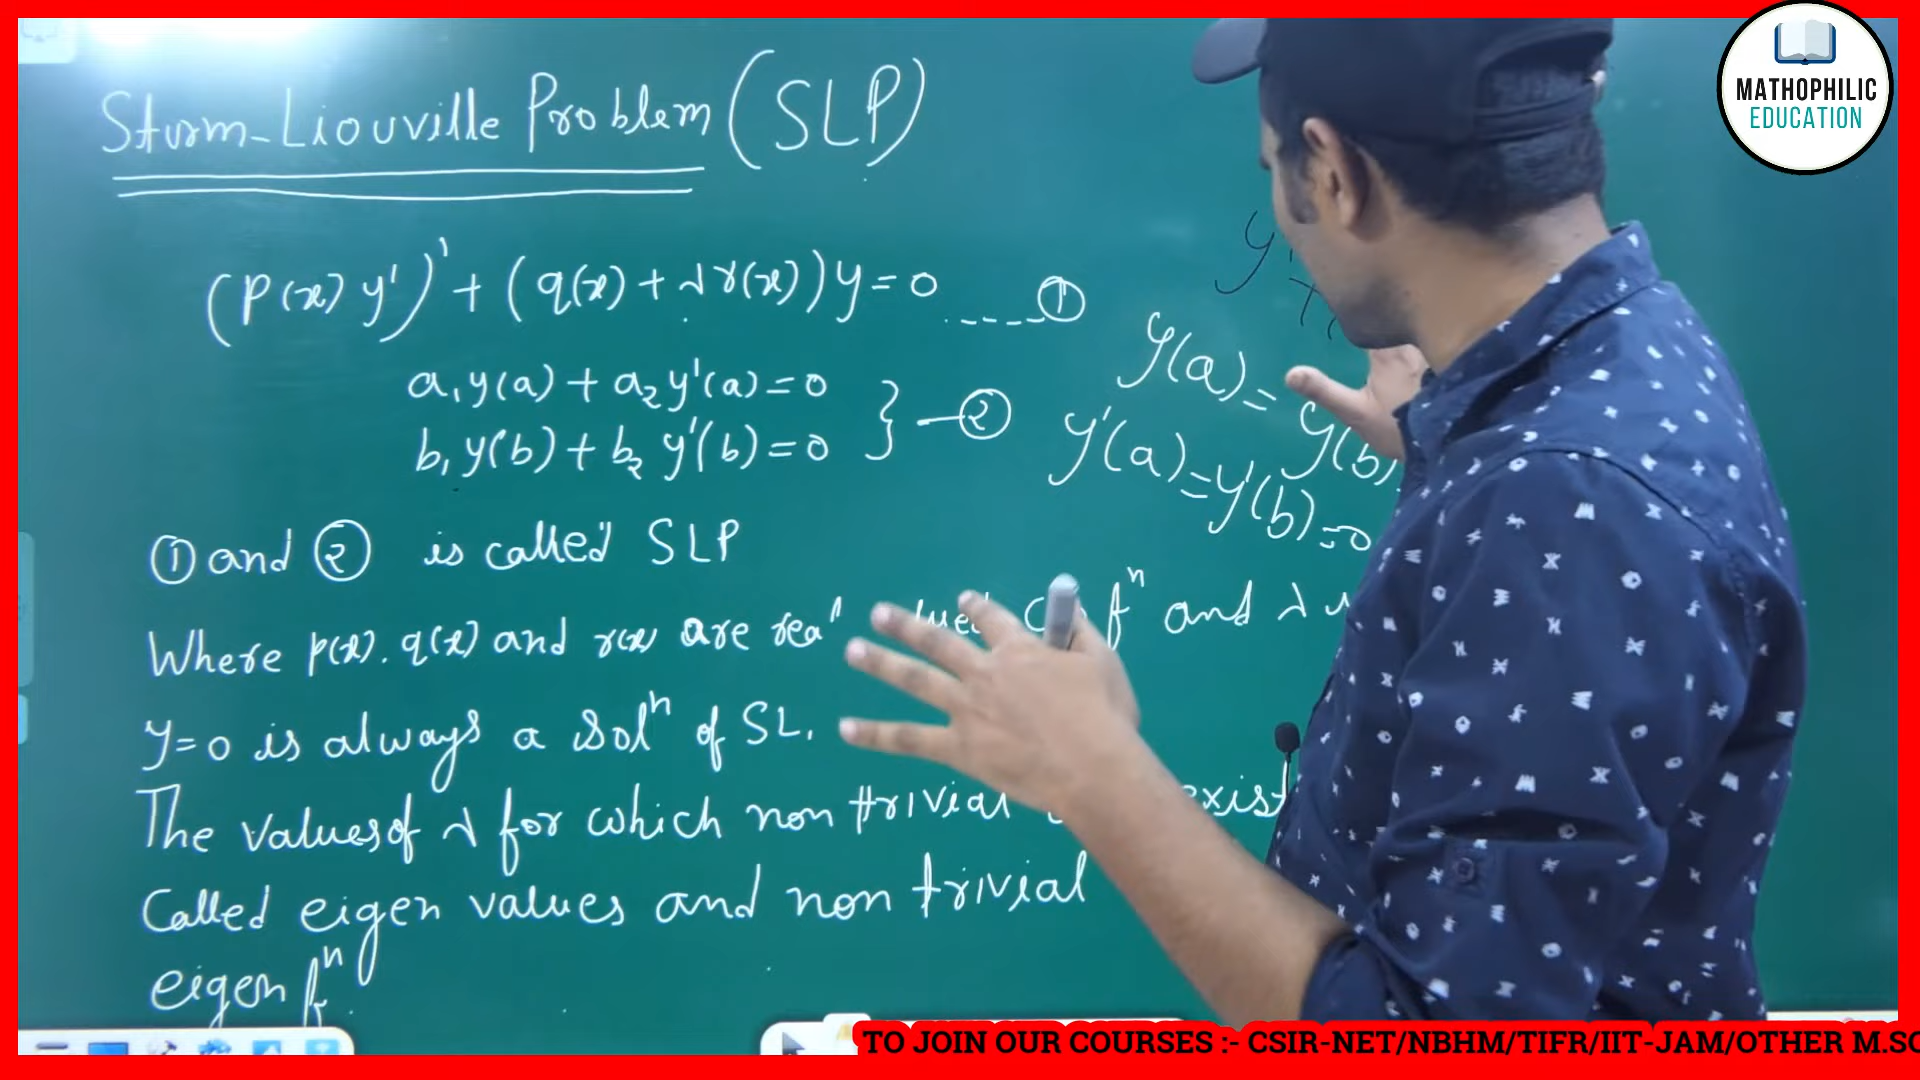 Sturm-Liouville Problem (SLP)
(p(x) y')' + (q(x) + λ r(x)) y = 0 ----- ①
a₁y(a) + a₂ y'(a) = 0
b₁y(b) + b₂ y'(b) = 0
} — ②
y(a) = y(b)
y'(a) = y'(b) = 0
① and ② is called SLP
Where p(x). q(x) and r(x) are real fⁿ and λ
y=0 is always a solⁿ of SL
The values of λ for which non trivial exist
Called eigen values and non trivial
eigen fⁿ
MATHOPHILIC
EDUCATION
TO JOIN OUR COURSES :- CSIR-NET/NBHM/TIFR/IIT-JAM/OTHER M.SC